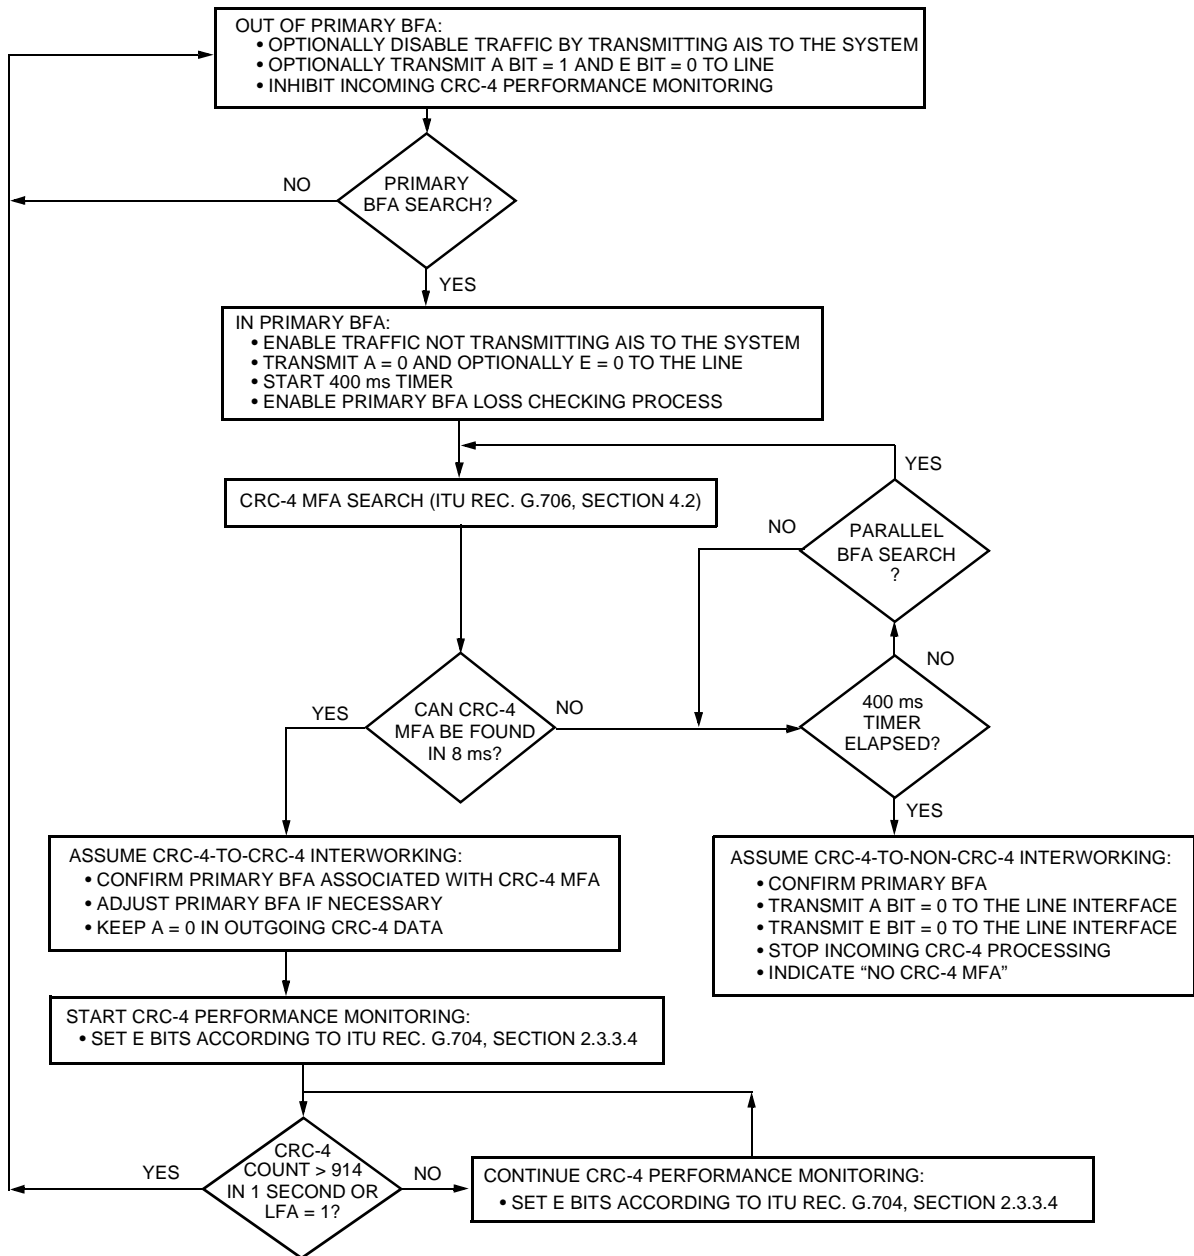 OUT OF PRIMARY BFA:
• OPTIONALLY DISABLE TRAFFIC BY TRANSMITTING AIS TO THE SYSTEM
• OPTIONALLY TRANSMIT A BIT = 1 AND E BIT = 0 TO LINE
• INHIBIT INCOMING CRC-4 PERFORMANCE MONITORING
NO
PRIMARY
BFA SEARCH?
YES
IN PRIMARY BFA:
• ENABLE TRAFFIC NOT TRANSMITTING AIS TO THE SYSTEM
• TRANSMIT A = 0 AND OPTIONALLY E = 0 TO THE LINE
• START 400 ms TIMER
• ENABLE PRIMARY BFA LOSS CHECKING PROCESS
YES
CRC-4 MFA SEARCH (ITU REC. G.706, SECTION 4.2)
NO
PARALLEL
BFA SEARCH
?
NO
YES
CAN CRC-4
MFA BE FOUND
IN 8 ms?
NO
400 ms
TIMER
ELAPSED?
YES
ASSUME CRC-4-TO-CRC-4 INTERWORKING:
• CONFIRM PRIMARY BFA ASSOCIATED WITH CRC-4 MFA
• ADJUST PRIMARY BFA IF NECESSARY
• KEEP A = 0 IN OUTGOING CRC-4 DATA
ASSUME CRC-4-TO-NON-CRC-4 INTERWORKING:
• CONFIRM PRIMARY BFA
• TRANSMIT A BIT = 0 TO THE LINE INTERFACE
• TRANSMIT E BIT = 0 TO THE LINE INTERFACE
• STOP INCOMING CRC-4 PROCESSING
• INDICATE “NO CRC-4 MFA”
START CRC-4 PERFORMANCE MONITORING:
• SET E BITS ACCORDING TO ITU REC. G.704, SECTION 2.3.3.4
YES
CRC-4
COUNT > 914
IN 1 SECOND OR
LFA = 1?
NO
CONTINUE CRC-4 PERFORMANCE MONITORING:
• SET E BITS ACCORDING TO ITU REC. G.704, SECTION 2.3.3.4